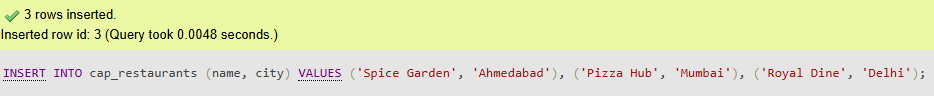 3 rows inserted.
Inserted row id: 3 (Query took 0.0048 seconds.)
INSERT INTO cap_restaurants (name, city) VALUES ('Spice Garden', 'Ahmedabad'), ('Pizza Hub', 'Mumbai'), ('Royal Dine', 'Delhi');